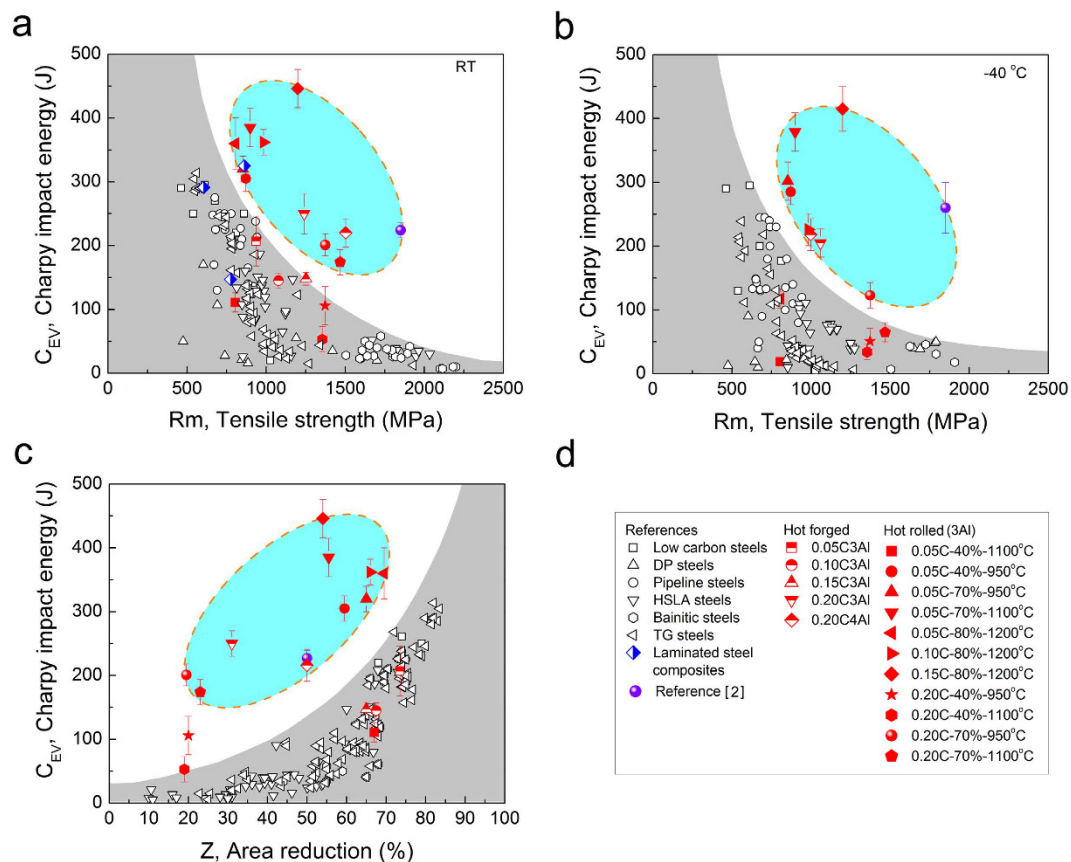 a
b
RT
-40 °C
500
400
300
200
100
0
C_EV, Charpy impact energy (J)
0 500 1000 1500 2000 2500
Rm, Tensile strength (MPa)
500
400
300
200
100
0
C_EV, Charpy impact energy (J)
0 500 1000 1500 2000 2500
Rm, Tensile strength (MPa)
c
d
500
400
300
200
100
0
C_EV, Charpy impact energy (J)
0 10 20 30 40 50 60 70 80 90 100
Z, Area reduction (%)
References
Low carbon steels
DP steels
Pipeline steels
HSLA steels
Bainitic steels
TG steels
Laminated steel
composites
Reference [2]
Hot forged
0.05C3Al
0.10C3Al
0.15C3Al
0.20C3Al
0.20C4Al
Hot rolled (3Al)
0.05C-40%-1100°C
0.05C-40%-950°C
0.05C-70%-950°C
0.05C-70%-1100°C
0.05C-80%-1200°C
0.10C-80%-1200°C
0.15C-80%-1200°C
0.20C-40%-950°C
0.20C-40%-1100°C
0.20C-70%-950°C
0.20C-70%-1100°C